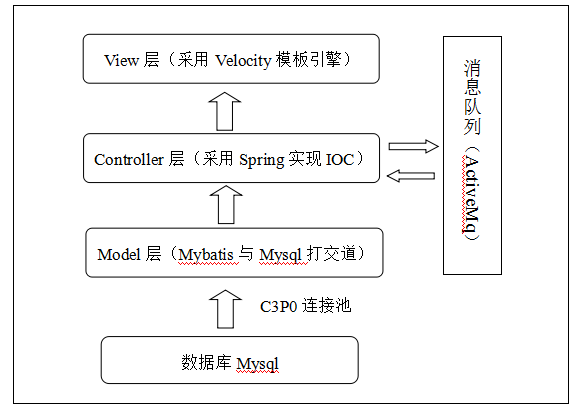 View 层（采用 Velocity 模板引擎）
Controller 层（采用 Spring 实现 IOC）
Model 层（Mybatis 与 Mysql 打交道）
C3P0 连接池
数据库 Mysql
消息队列（ActiveMq）